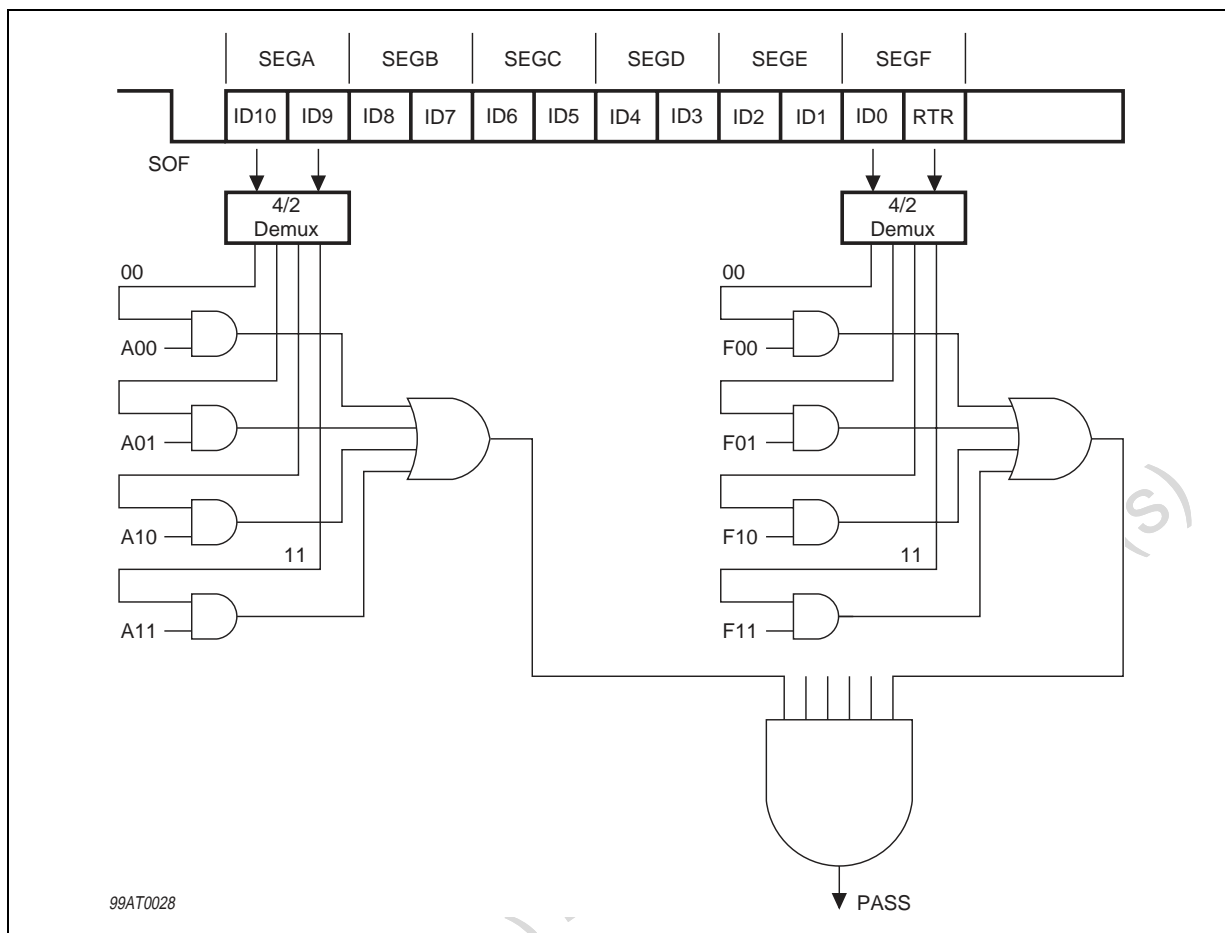 SEGA SEGB SEGC SEGD SEGE SEGF
ID10 ID9 ID8 ID7 ID6 ID5 ID4 ID3 ID2 ID1 ID0 RTR
SOF
4/2 Demux
4/2 Demux
00
00
A00
F00
A01
F01
A10
F10
11
11
A11
F11
PASS
99AT0028
(s)
)